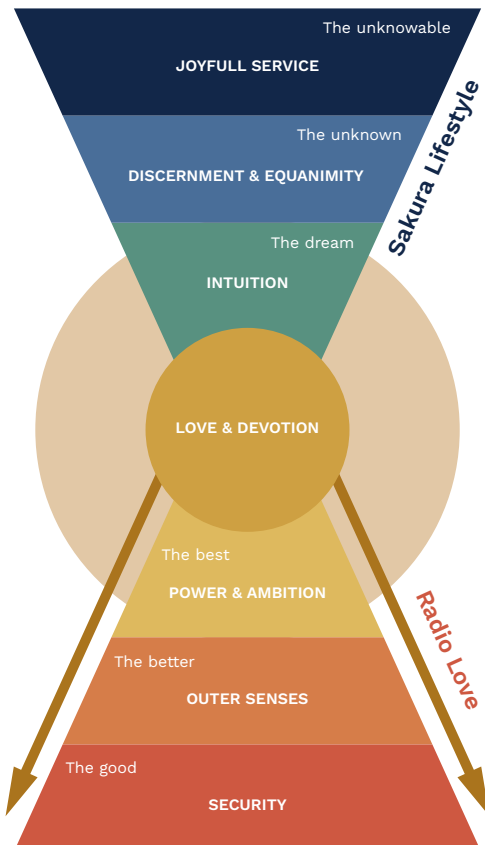 The unknowable
JOYFULL SERVICE
The unknown
DISCERNMENT & EQUANIMITY
Sakura Lifestyle
The dream
INTUITION
LOVE & DEVOTION
The best
POWER & AMBITION
Radio Love
The better
OUTER SENSES
The good
SECURITY